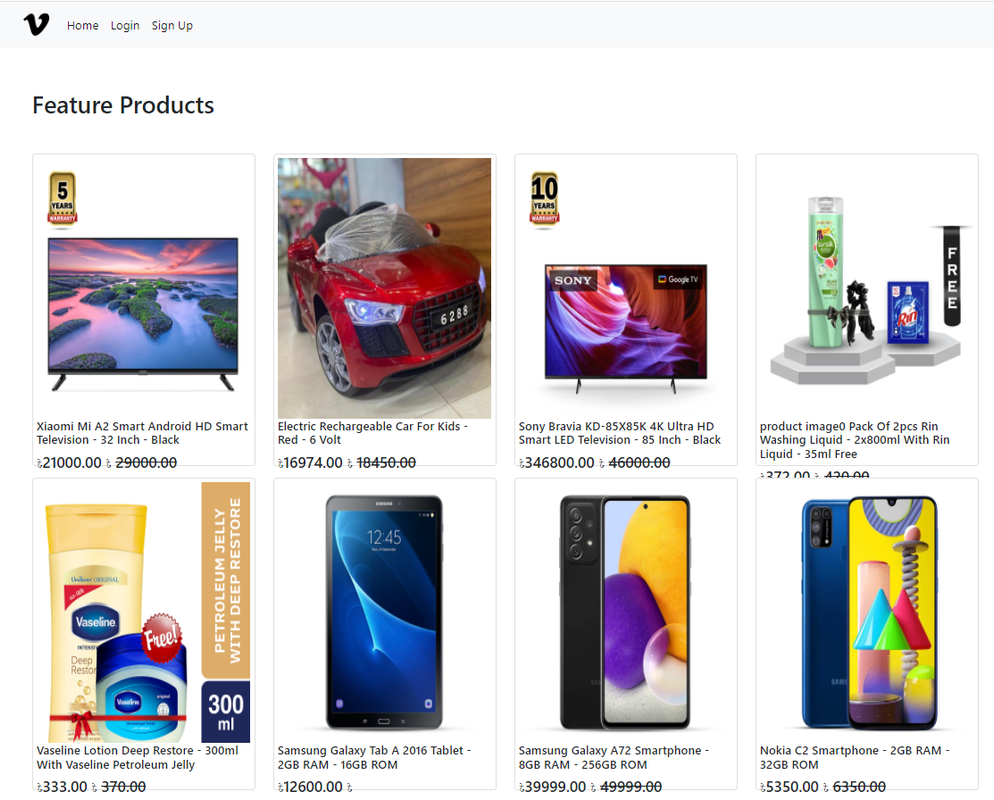 Home Login Sign Up
Feature Products
5
YEARS
WARRANTY
6288
10
YEARS
WARRANTY
SONY
Google TV
sunsilk
Rin
FREE
Xiaomi Mi A2 Smart Android HD Smart
Television - 32 Inch - Black
৳21000.00 ৳ 29000.00
Electric Rechargeable Car For Kids -
Red - 6 Volt
৳16974.00 ৳ 18450.00
Sony Bravia KD-85X85K 4K Ultra HD
Smart LED Television - 85 Inch - Black
৳346800.00 ৳ 46000.00
product image0 Pack Of 2pcs Rin
Washing Liquid - 2x800ml With Rin
Liquid - 35ml Free
৳372.00 ৳ 420.00
Vaseline
Deep
Free!
Vaseline
original
PETROLEUM JELLY
WITH DEEP RESTORE
300
ml
SAMSUNG
12:45
Vaseline Lotion Deep Restore - 300ml
With Vaseline Petroleum Jelly
৳333.00 ৳ 370.00
Samsung Galaxy Tab A 2016 Tablet -
2GB RAM - 16GB ROM
৳12600.00 ৳
Samsung Galaxy A72 Smartphone -
8GB RAM - 256GB ROM
৳39999.00 ৳ 49999.00
Nokia C2 Smartphone - 2GB RAM -
32GB ROM
৳5350.00 ৳ 6350.00